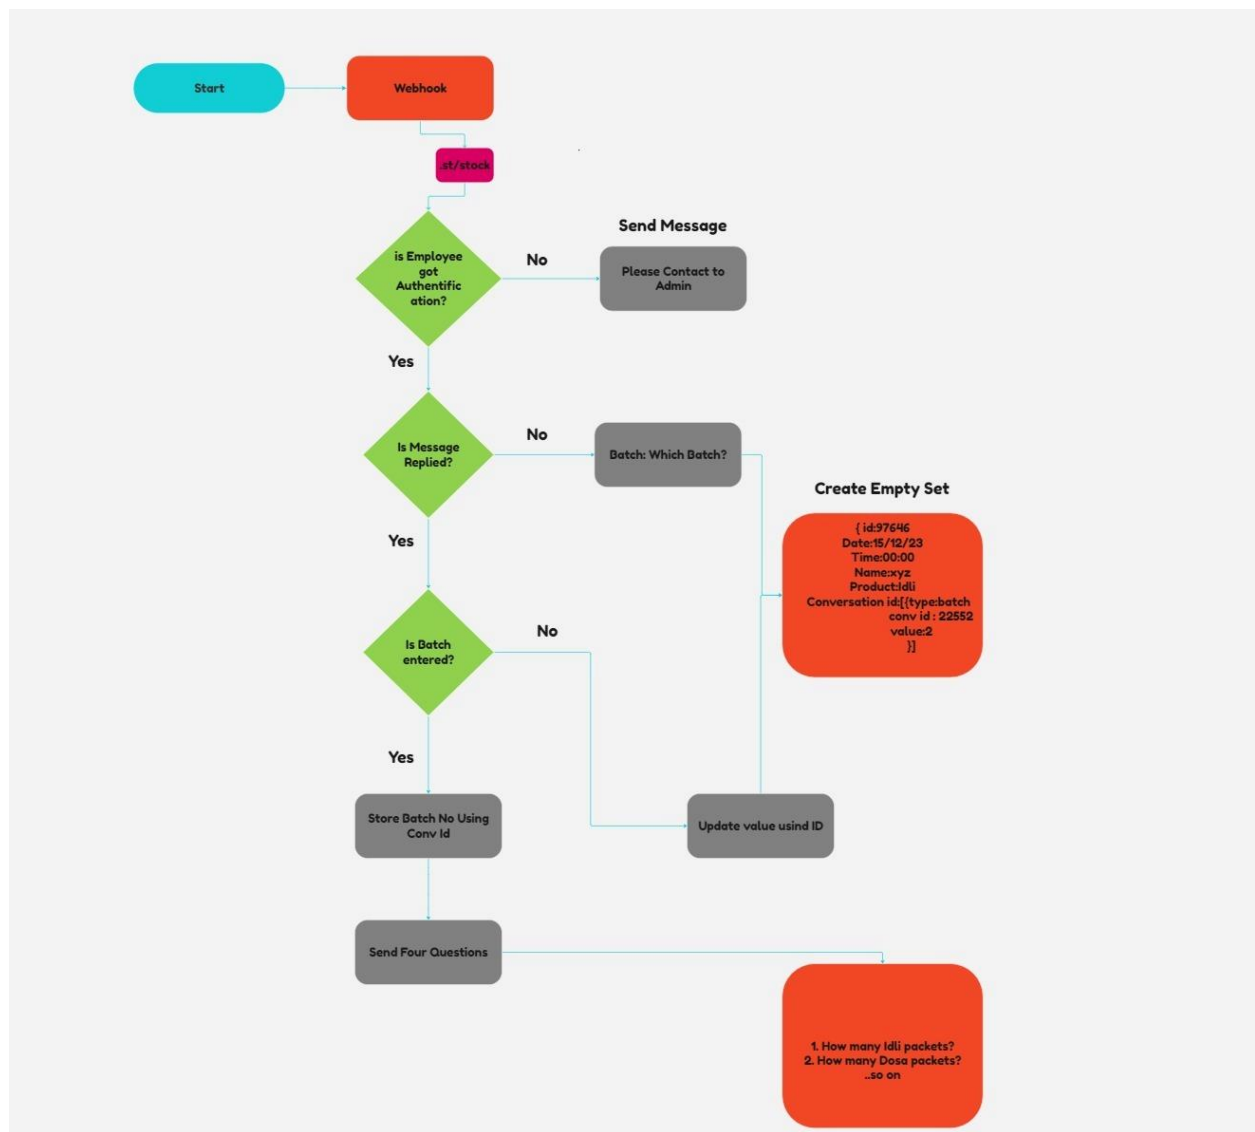 Start
Webhook
.st/stock
is Employee
got
Authentific
ation?
No
Send Message
Please Contact to
Admin
Yes
Is Message
Replied?
No
Batch: Which Batch?
Create Empty Set
{ id:97646
Date:15/12/23
Time:00:00
Name:xyz
Product:Idli
Conversation id:[{type:batch
conv id : 22552
value:2
}]
Yes
Is Batch
entered?
No
Yes
Store Batch No Using
Conv Id
Update value usind ID
Send Four Questions
1. How many Idli packets?
2. How many Dosa packets?
..so on